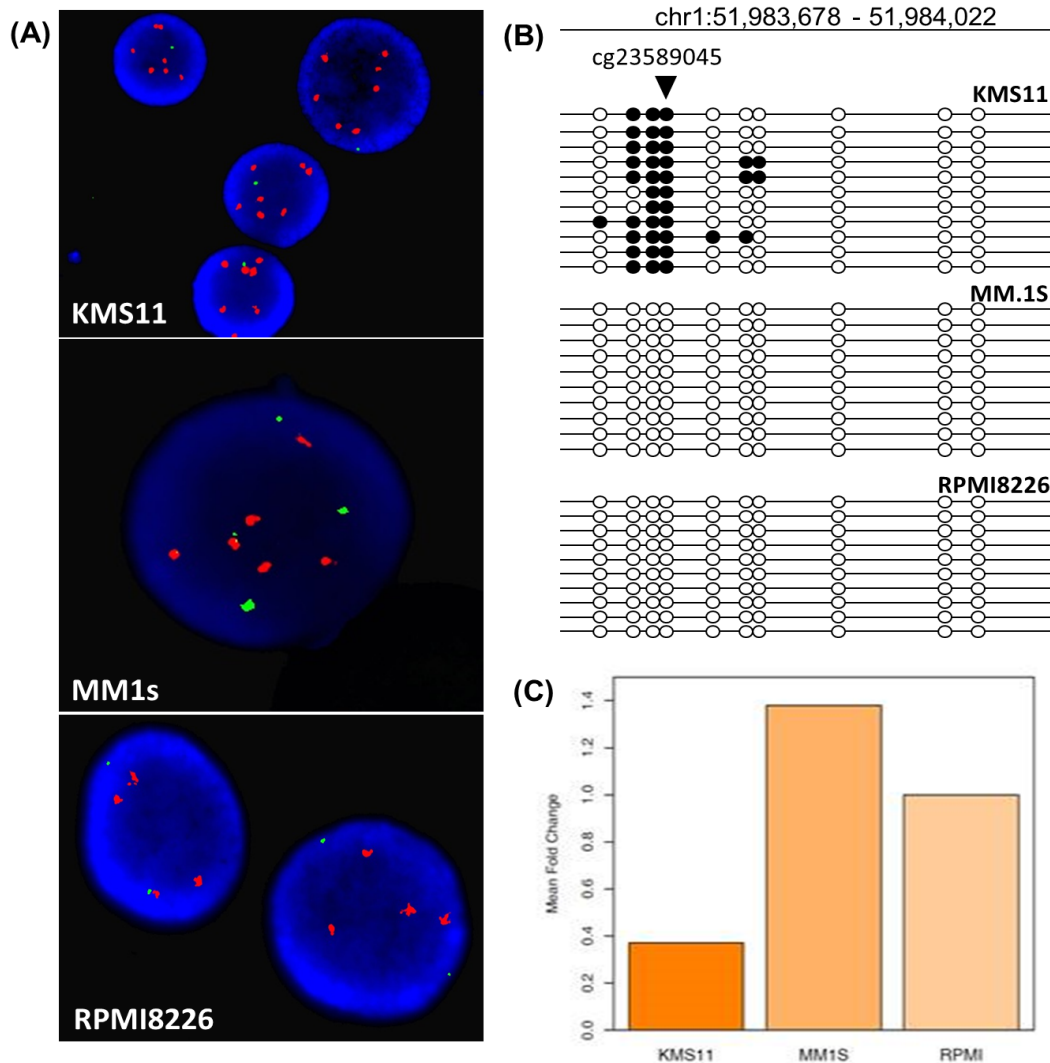 (A)
KMS11
MM1s
RPMI8226
(B)
chr1:51,983,678 - 51,984,022
cg23589045
KMS11
MM.1S
RPMI8226
(C)
Mean Fold Change
1.4
1.2
1.0
0.8
0.6
0.4
0.2
0.0
KMS11
MM1S
RPMI